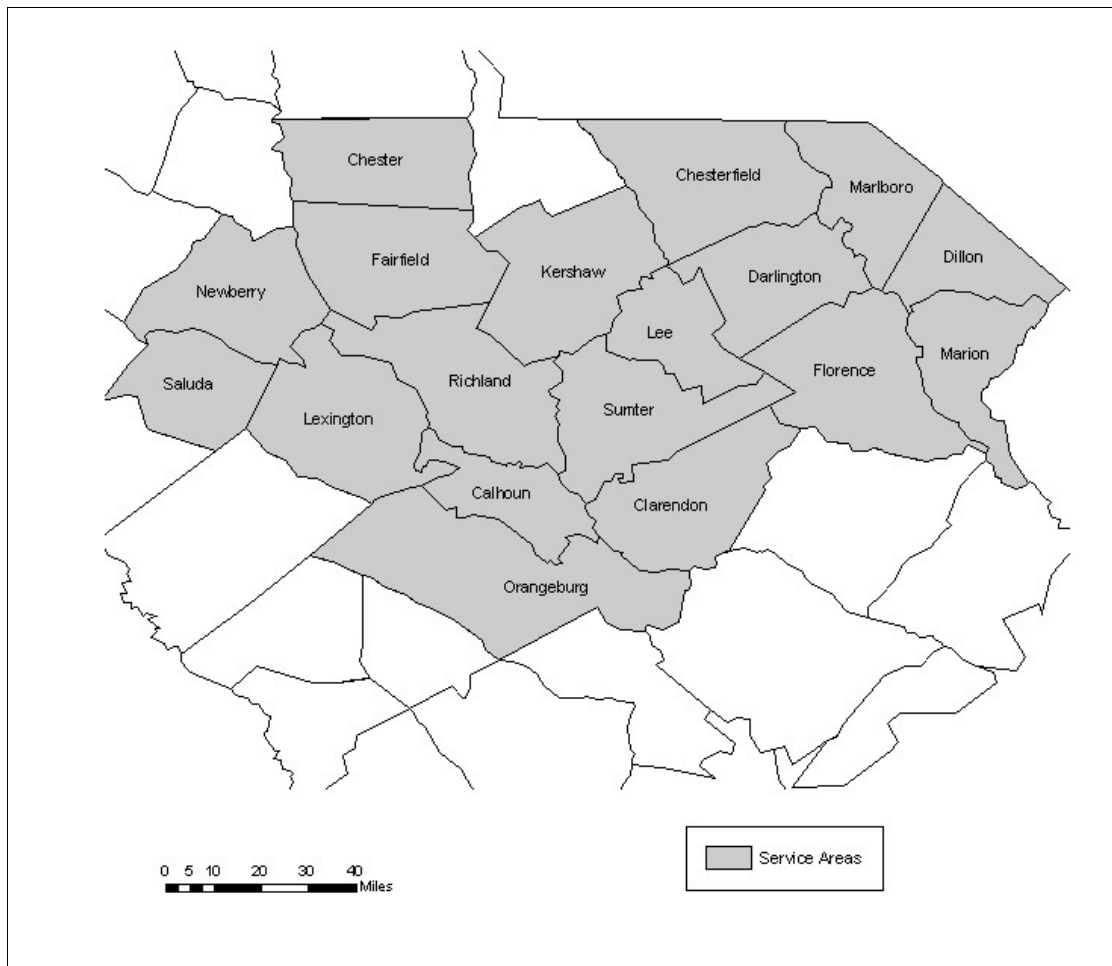 Chester
Chesterfield
Marlboro
Fairfield
Kershaw
Darlington
Dillon
Newberry
Lee
Marion
Saluda
Richland
Florence
Lexington
Sumter
Calhoun
Clarendon
Orangeburg
Service Areas
0 5 10 20 30 40
Miles